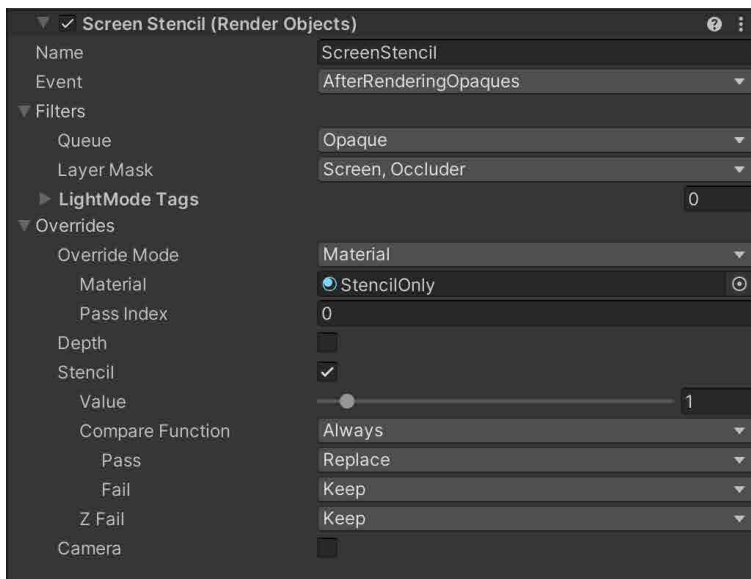 Screen Stencil (Render Objects)
Name ScreenStencil
Event AfterRenderingOpaques
Filters
Queue Opaque
Layer Mask Screen, Occluder
LightMode Tags 0
Overrides
Override Mode Material
Material StencilOnly
Pass Index 0
Depth
Stencil
Value 1
Compare Function Always
Pass Replace
Fail Keep
Z Fail Keep
Camera